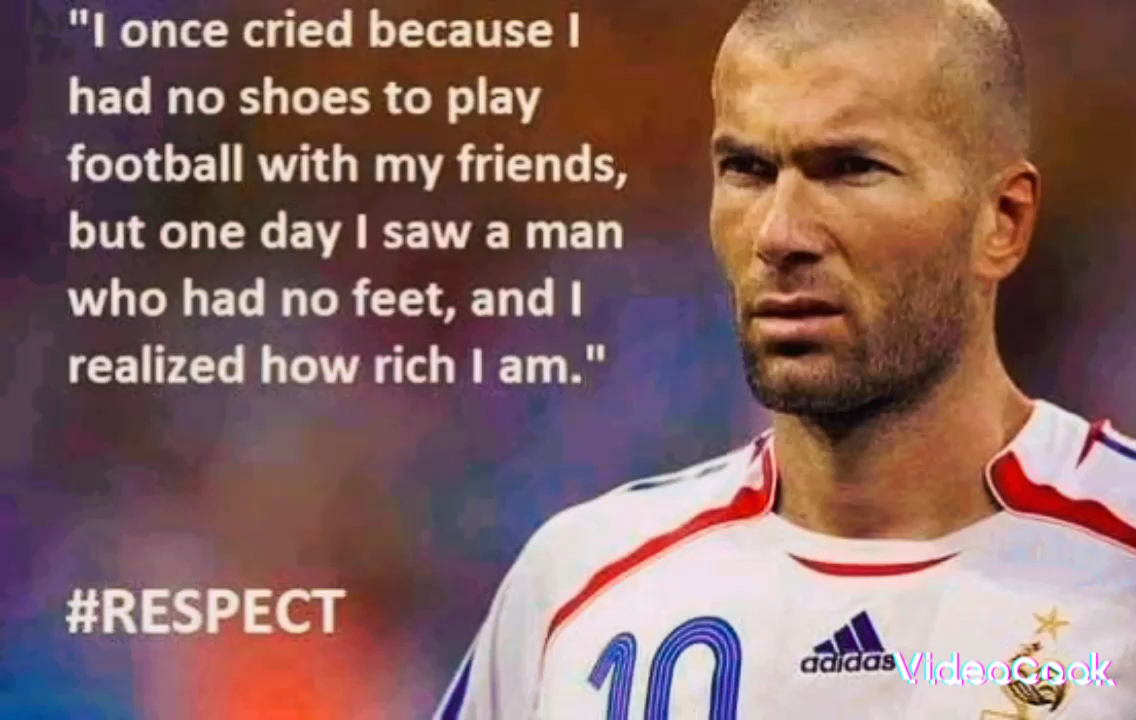 "I once cried because I
had no shoes to play
football with my friends,
but one day I saw a man
who had no feet, and I
realized how rich I am."
#RESPECT
10
adidas
VideoCook